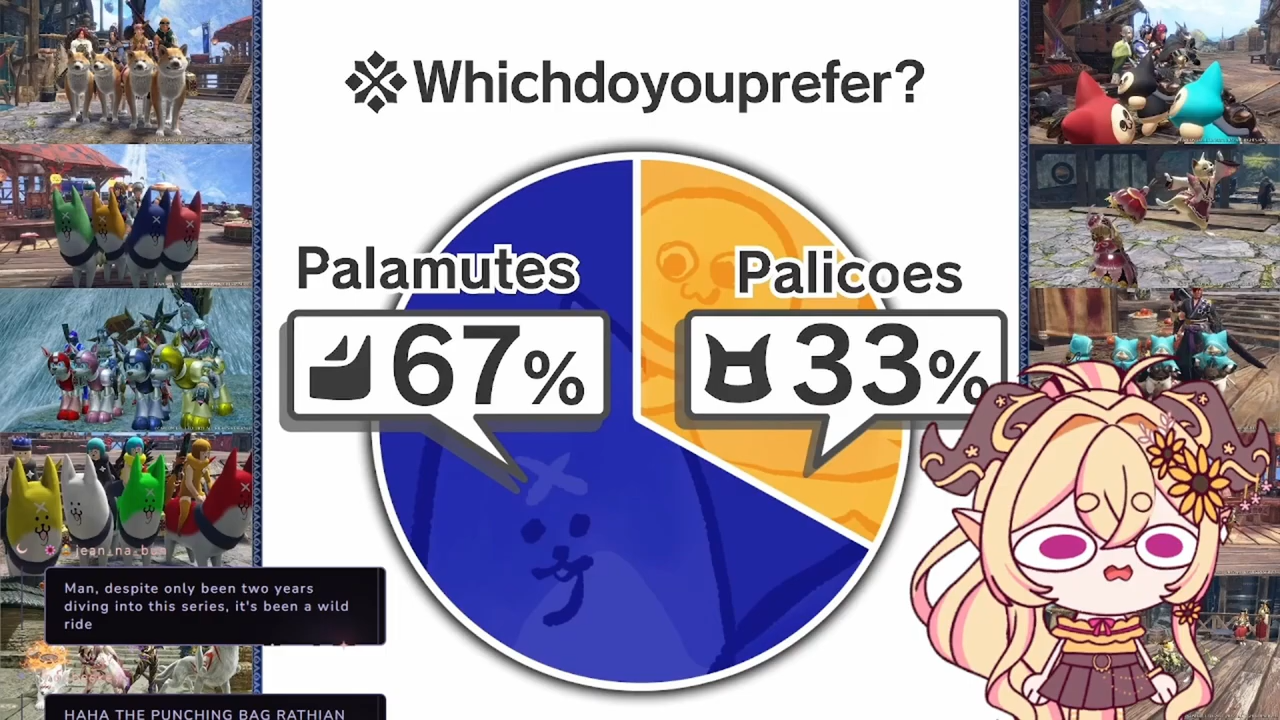 ※Whichdoyouprefer?
Palamutes
67%
Palicoes
33%
jean_na_bun
Man, despite only been two years
diving into this series, it's been a wild
ride
HAHA THE PUNCHING BAG RATHIAN